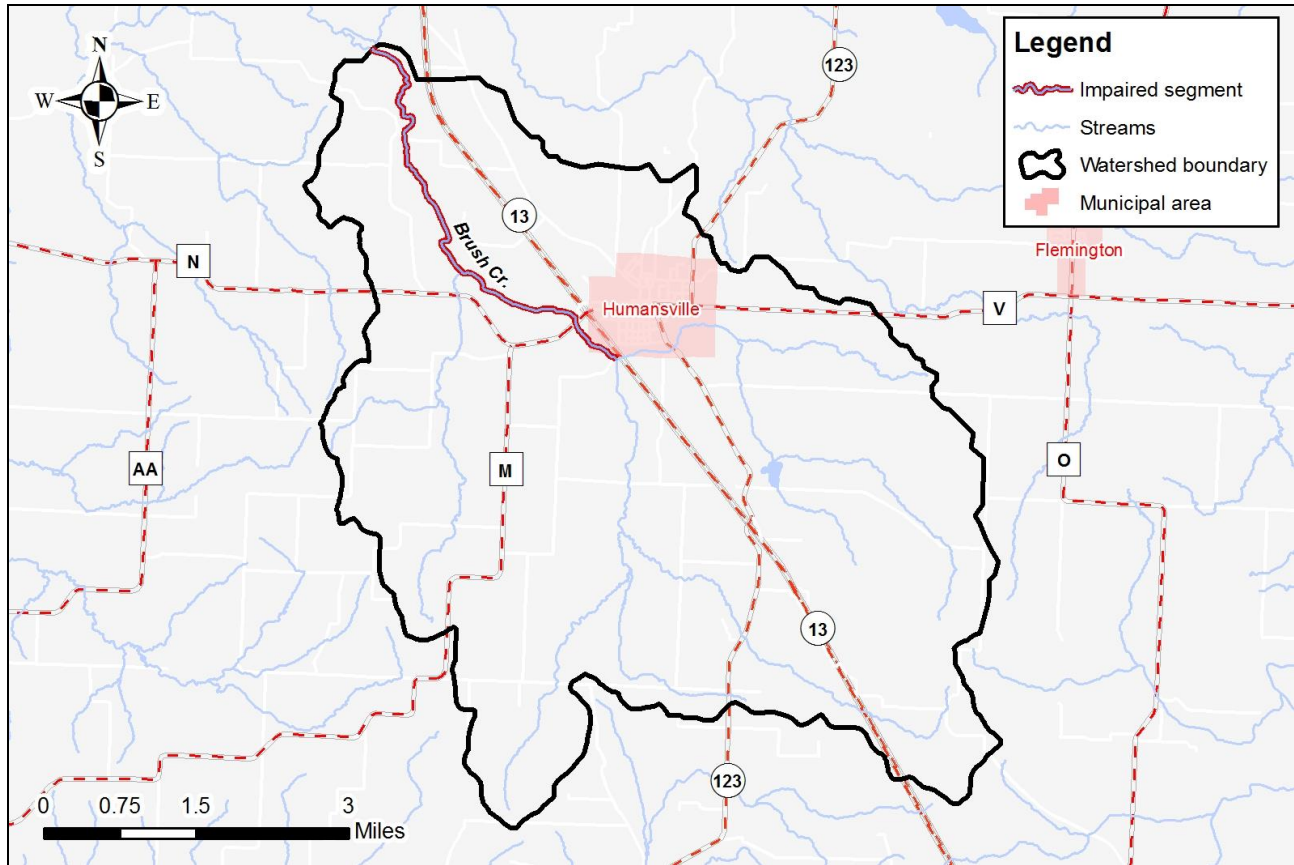 N
W E
S
123
Legend
Impaired segment
Streams
Watershed boundary
Municipal area
13
Brush Cr.
N
Flemington
V
Humansville
AA
M
O
13
123
0 0.75 1.5 3
Miles